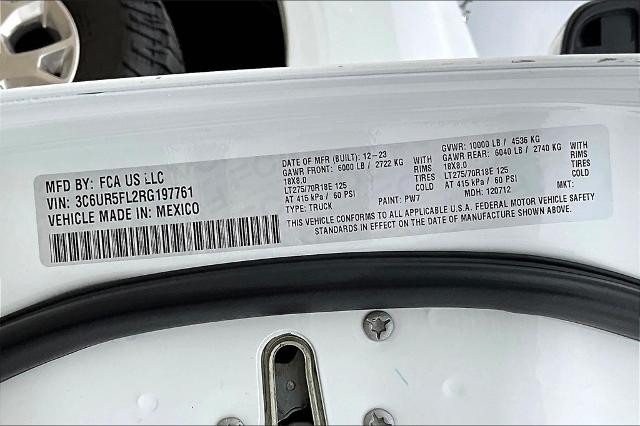 MFD BY: FCA US LLC
VIN: 3C6UR5FL2RG197761
VEHICLE MADE IN: MEXICO
DATE OF MFR (BUILT): 12-23 GVWR: 10000 LB / 4536 KG
GAWR FRONT: 6000 LB / 2722 KG WITH GAWR REAR: 6040 LB / 2740 KG WITH
18X8.0 RIMS 18X8.0 RIMS
LT275/70R18E 125 TIRES LT275/70R18E 125 TIRES
AT 415 kPa / 60 PSI COLD AT 415 kPa / 60 PSI COLD
TYPE: TRUCK PAINT: PW7 MDH: 120712 MKT:
THIS VEHICLE CONFORMS TO ALL APPLICABLE U.S.A. FEDERAL MOTOR VEHICLE SAFETY
STANDARDS IN EFFECT ON THE DATE OF MANUFACTURE SHOWN ABOVE.